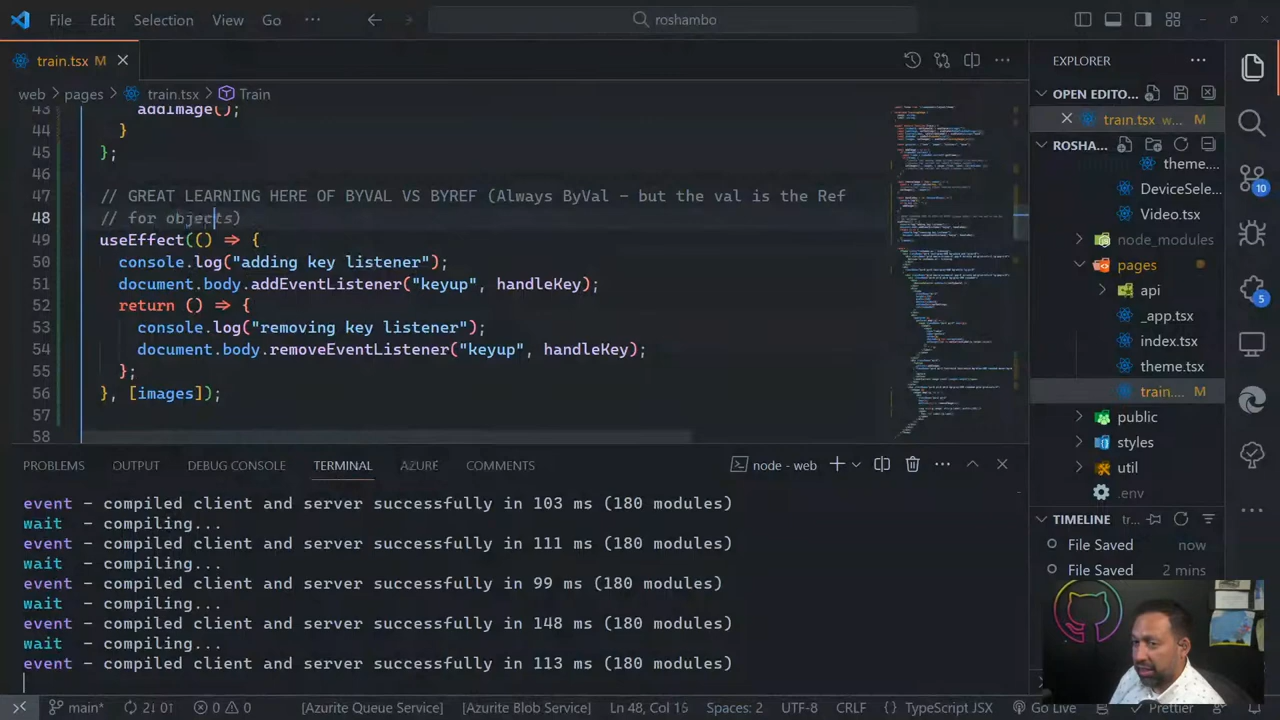 File Edit Selection View Go ··· roshambo
train.tsx M
web > pages > train.tsx > Train
43 addImage();
44 }
45 };
46
47 // GREAT LEARNING HERE OF BYVAL VS BYREF (Aways ByVal - but the val is the Ref
48 // for objects)
49 useEffect(() => {
50 console.log("adding key listener");
51 document.body.addEventListener("keyup", handleKey);
52 return () => {
53 console.log("removing key listener");
54 document.body.removeEventListener("keyup", handleKey);
55 };
56 }, [images]);
57
58
PROBLEMS OUTPUT DEBUG CONSOLE TERMINAL AZURE COMMENTS node - web
event - compiled client and server successfully in 103 ms (180 modules)
wait - compiling...
event - compiled client and server successfully in 111 ms (180 modules)
wait - compiling...
event - compiled client and server successfully in 99 ms (180 modules)
wait - compiling...
event - compiled client and server successfully in 148 ms (180 modules)
wait - compiling...
event - compiled client and server successfully in 113 ms (180 modules)
EXPLORER
OPEN EDITO...
train.tsx w... M
ROSHA...
theme....
DeviceSele...
Video.tsx
node_modules
pages
api
_app.tsx
index.tsx
theme.tsx
train.... M
public
styles
util
.env
TIMELINE tr...
File Saved now
File Saved 2 mins
10
5
main* 2↓ 0↑ 0 0 [Azurite Queue Service] [Azurite Blob Service] Ln 48, Col 15 Spaces: 2 UTF-8 CRLF {} TypeScript JSX Go Live Prettier